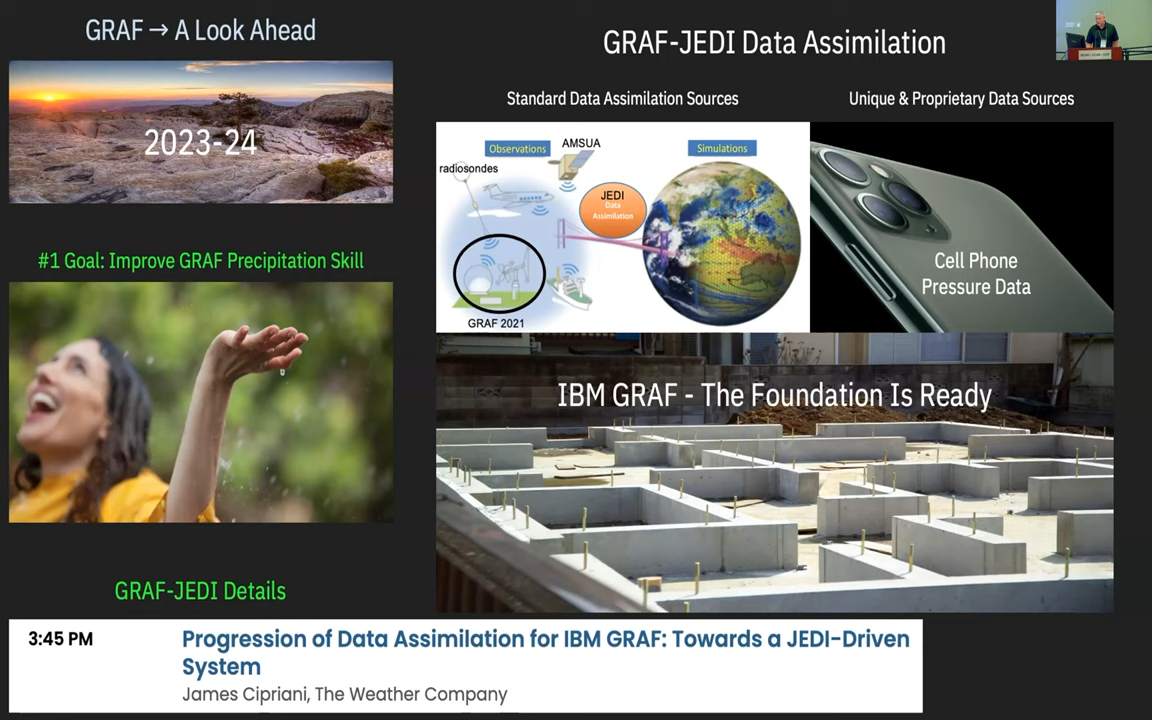 GRAF → A Look Ahead
2023-24
#1 Goal: Improve GRAF Precipitation Skill
GRAF-JEDI Data Assimilation
Standard Data Assimilation Sources
Unique & Proprietary Data Sources
Observations
AMSUA
Simulations
radiosondes
JEDI
Data
Assimilation
GRAF 2021
Cell Phone
Pressure Data
IBM GRAF - The Foundation Is Ready
GRAF-JEDI Details
3:45 PM
Progression of Data Assimilation for IBM GRAF: Towards a JEDI-Driven
System
James Cipriani, The Weather Company